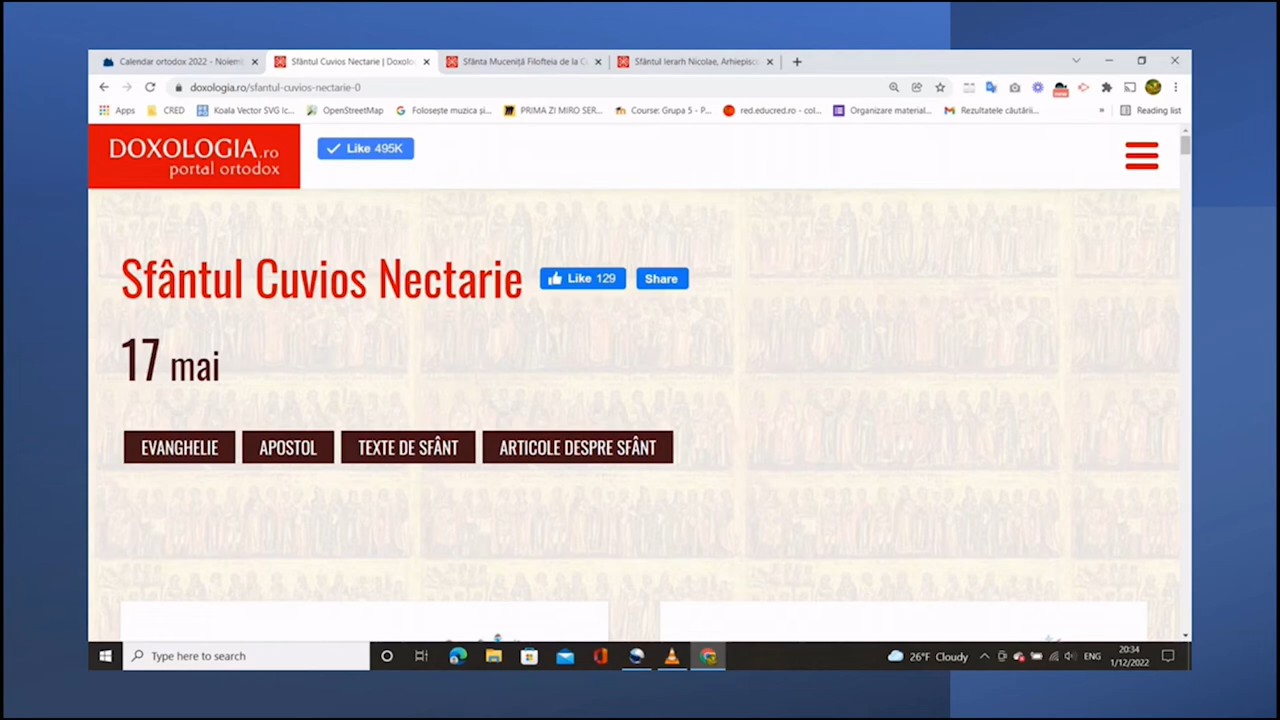 Calendar ortodox 2022 - Noiemb
Sfântul Cuvios Nectarie | Doxolo
Sfânta Muceniță Filofteia de la C
Sfântul Ierarh Nicolae, Arhiepisc
doxologia.ro/sfantul-cuvios-nectarie-0
Apps CRED Koala Vector SVG Ic... OpenStreetMap Folosește muzica și... PRIMA ZI MIRO SER... Course: Grupa 5 - P... red.educred.ro - col... Organizare material... Rezultatele căutării... » Reading list
DOXOLOGIA.ro
portal ortodox
Like 495K
Sfântul Cuvios Nectarie
Like 129 Share
17 mai
EVANGHELIE APOSTOL TEXTE DE SFÂNT ARTICOLE DESPRE SFÂNT
Type here to search
26°F Cloudy
ENG
20:34
1/12/2022